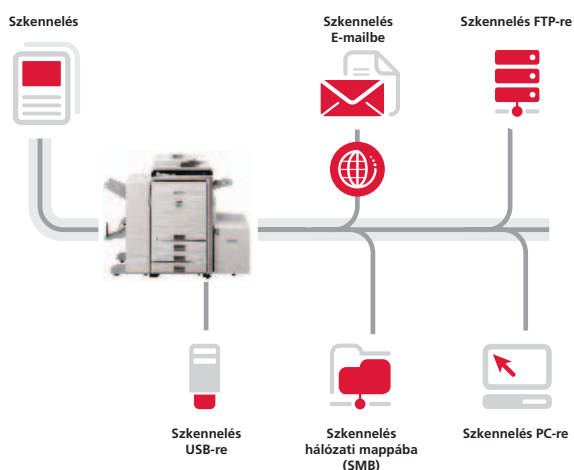 Szkennelés
Szkennelés
E-mailbe
Szkennelés FTP-re
Szkennelés
USB-re
Szkennelés
hálózati mappába
(SMB)
Szkennelés PC-re